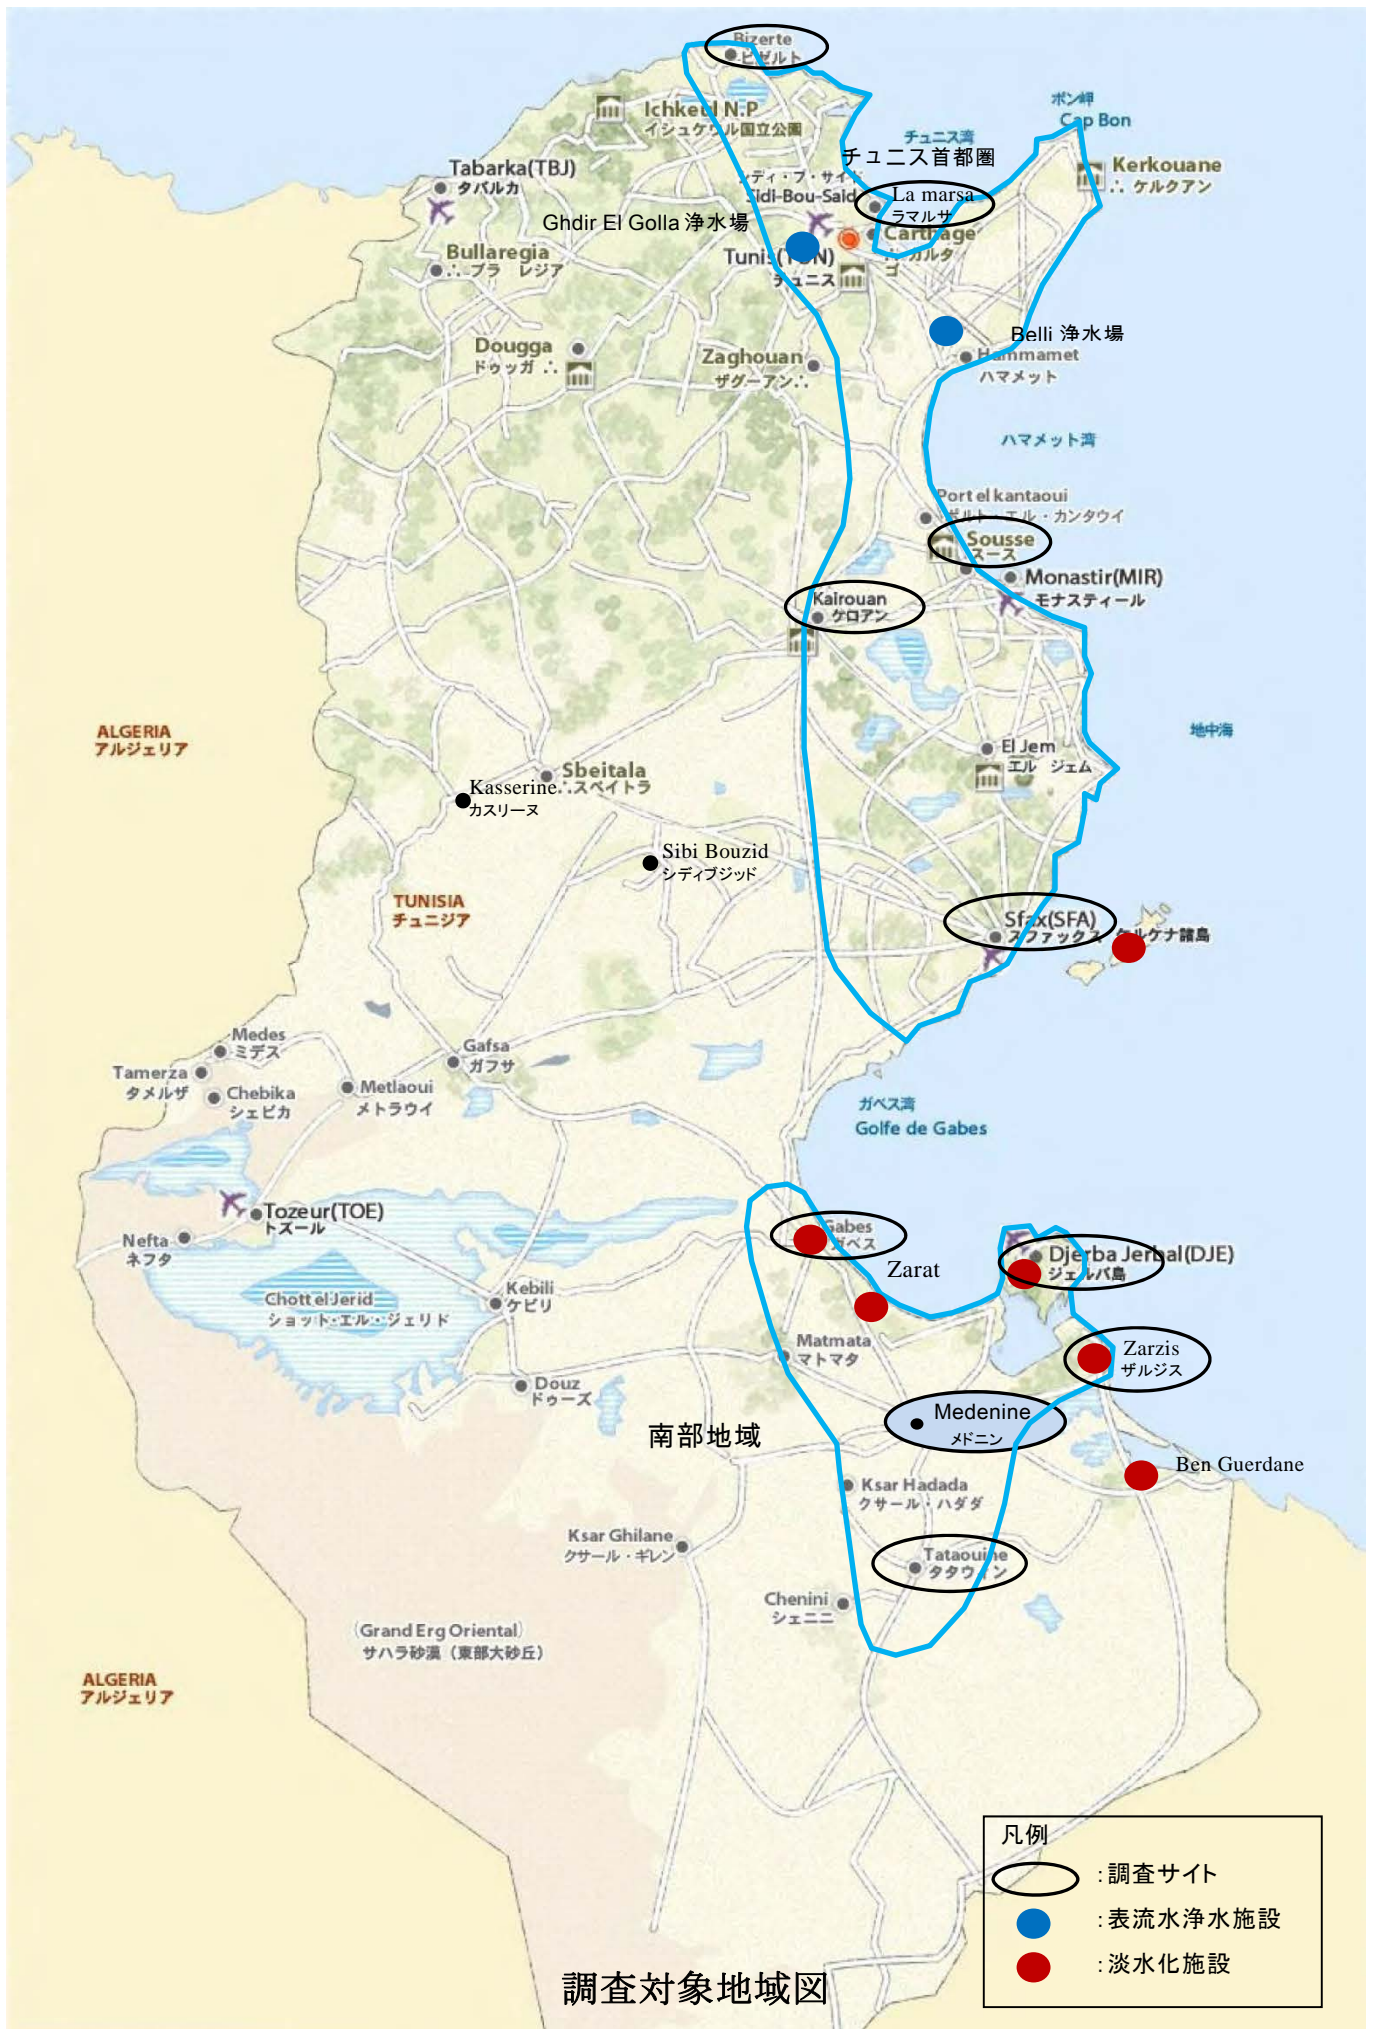 Bizerte
ビゼルト
ボン岬
Cap Bon
Ichkeul N.P
イシュケウル国立公園
チュニス湾
チュニス首都圏
Kerkouane
∴ ケルクアン
Tabarka(TBJ)
タバルカ
シディ・ブ・サイド
Sidi-Bou-Said
La marsa
ラマルサ
Ghdir El Golla 浄水場
Carthage
∴ カルタ
ゴ
Bullaregia
∴ ブラ レジア
Tunis(TUN)
チュニス
Belli 浄水場
Dougga
ドゥッガ ∴
Zaghouan
ザグーアン∴
Hammamet
ハマメット
ハマメット湾
Port el kantaoui
ポルト・エル・カンタウイ
Sousse
スース
Monastir(MIR)
モナスティール
Kairouan
ケロアン
ALGERIA
アルジェリア
地中海
El Jem
エル ジェム
Sbeitala
∴スベイトラ
Kasserine
カスリーヌ
Sibi Bouzid
シディブジッド
TUNISIA
チュニジア
Sfax(SFA)
スファックス
ケルケナ諸島
Medes
ミデス
Gafsa
ガフサ
Tamerza
タメルザ
Chebika
シェビカ
Metlaoui
メトラウイ
ガベス湾
Golfe de Gabes
Tozeur(TOE)
トズール
Nefta
ネフタ
Gabes
ガベス
Djerba Jerbal(DJE)
ジェルバ島
Zarat
Chott el Jerid
ショット・エル・ジェリド
Kebili
ケビリ
Matmata
マトマタ
Zarzis
ザルジス
Douz
ドゥーズ
Medenine
メドニン
南部地域
Ben Guerdane
Ksar Hadada
クサール・ハダダ
Ksar Ghilane
クサール・ギレン
Tataouine
タタウィン
Chenini
シェニニ
(Grand Erg Oriental)
サハラ砂漠（東部大砂丘）
ALGERIA
アルジェリア
凡例
:調査サイト
:表流水浄水施設
:淡水化施設
調査対象地域図